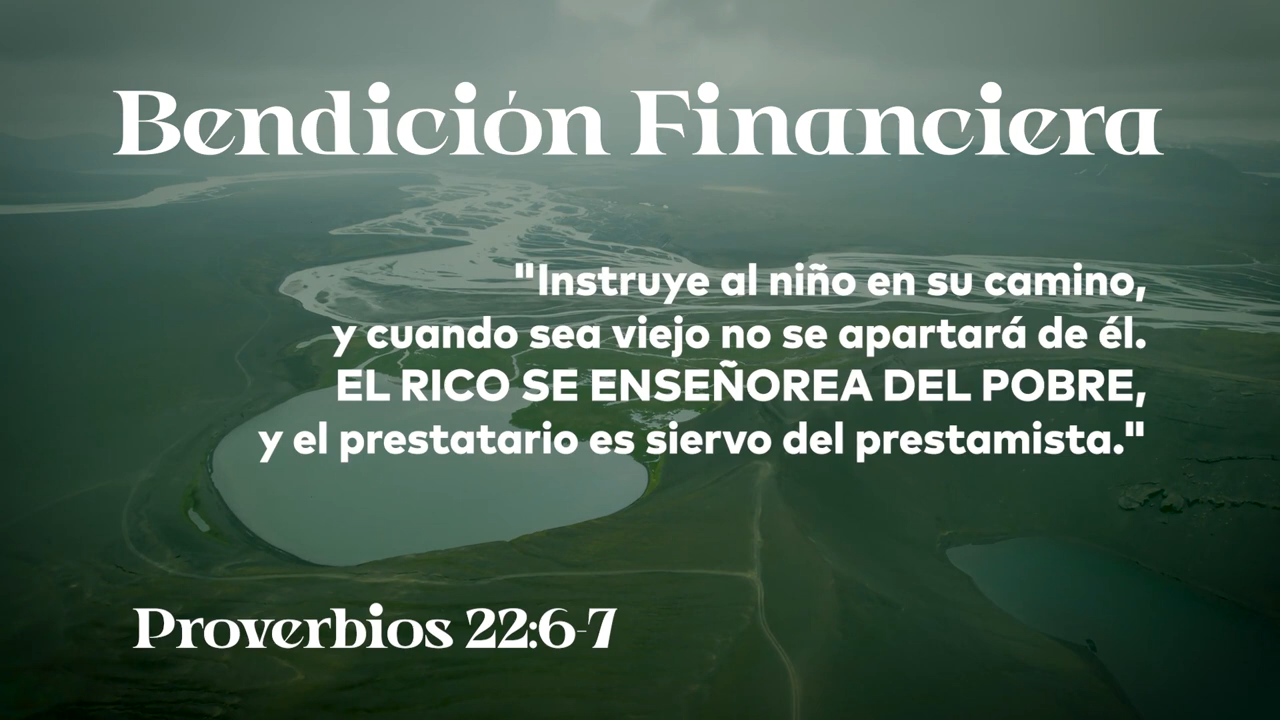 Bendición Financiera
"Instruye al niño en su camino,
y cuando sea viejo no se apartará de él.
EL RICO SE ENSEÑOREA DEL POBRE,
y el prestatario es siervo del prestamista."
Proverbios 22:6-7